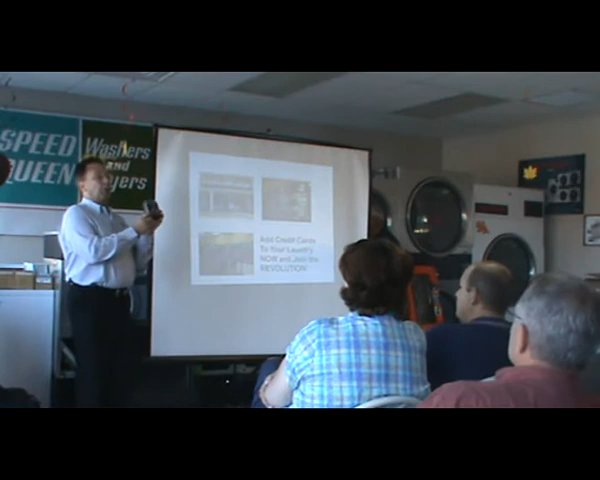 SPEED
QUEEN
Washers
and
Dryers
Add Credit Cards
To Your Laundry
NOW and Join the
REVOLUTION!